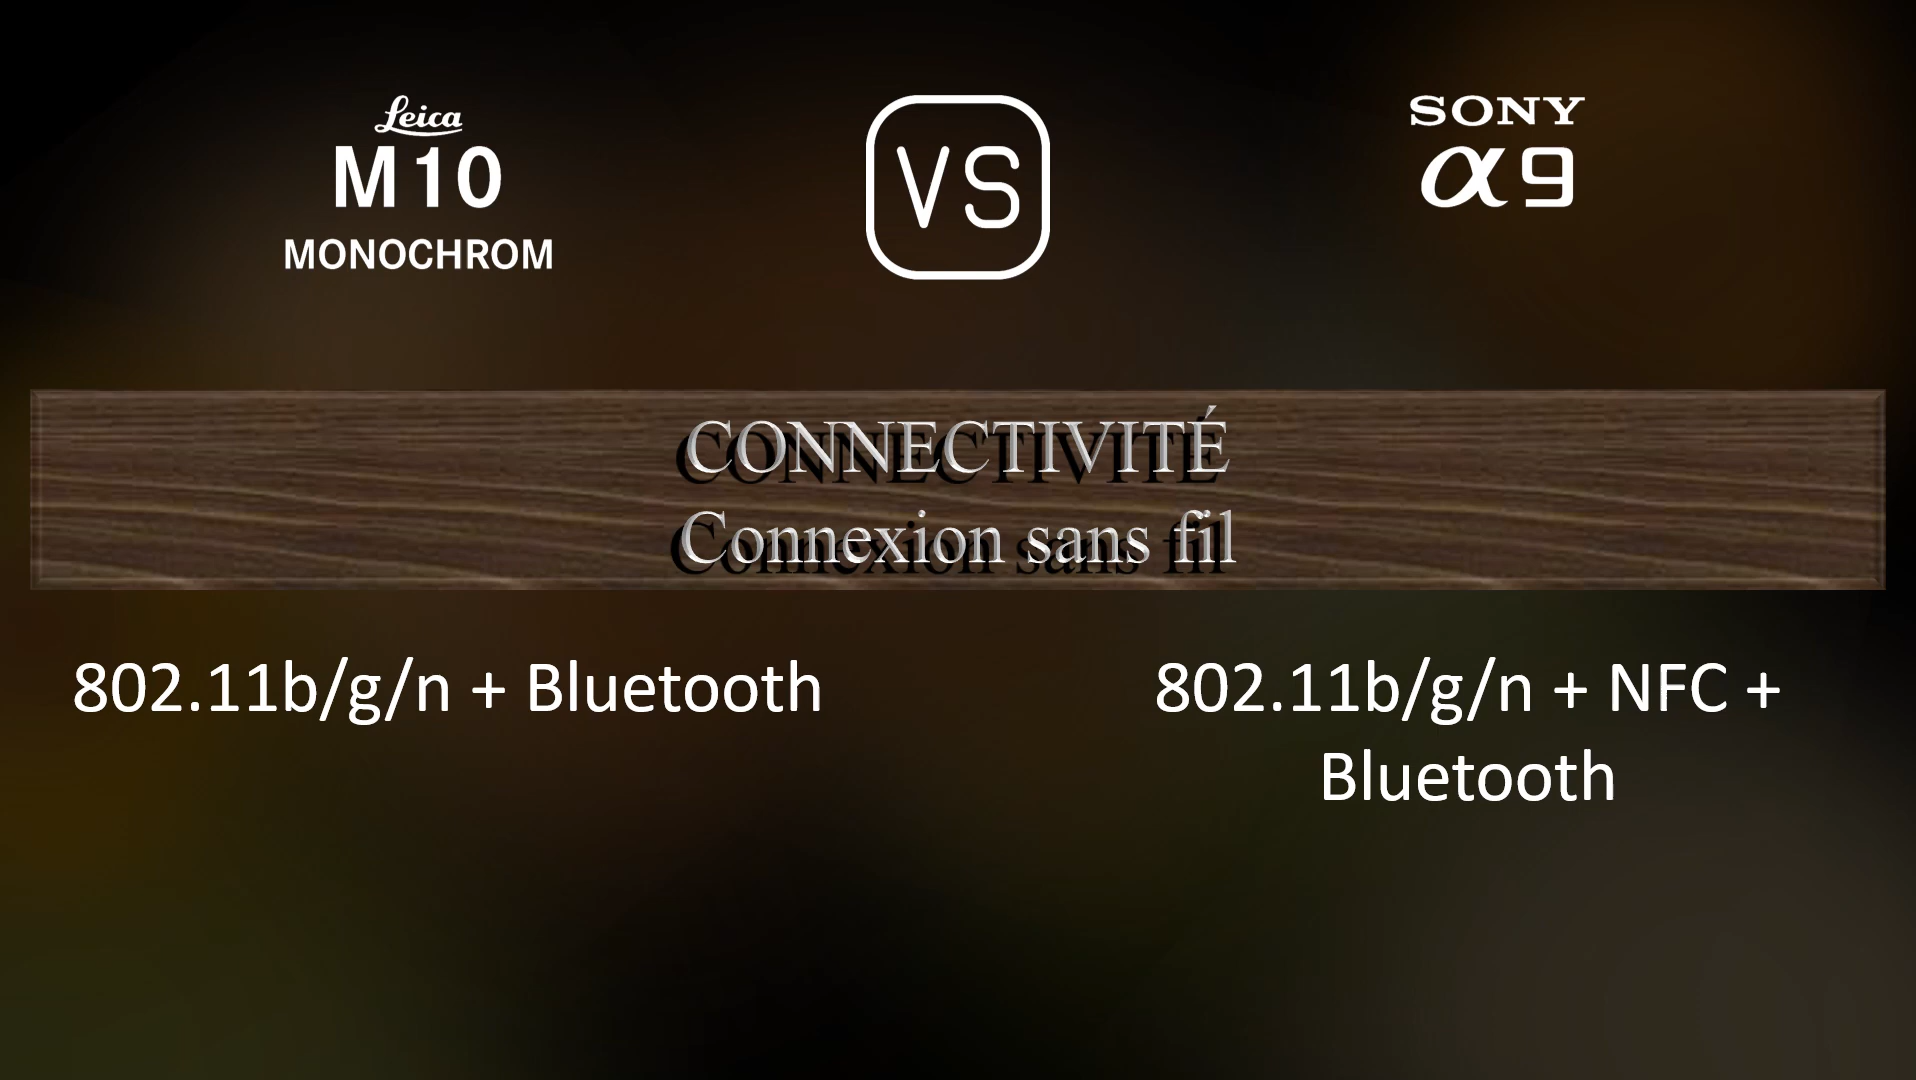 Leica
M10
MONOCHROM
VS
SONY
α9
CONNECTIVITÉ
Connexion sans fil
802.11b/g/n + Bluetooth
802.11b/g/n + NFC +
Bluetooth